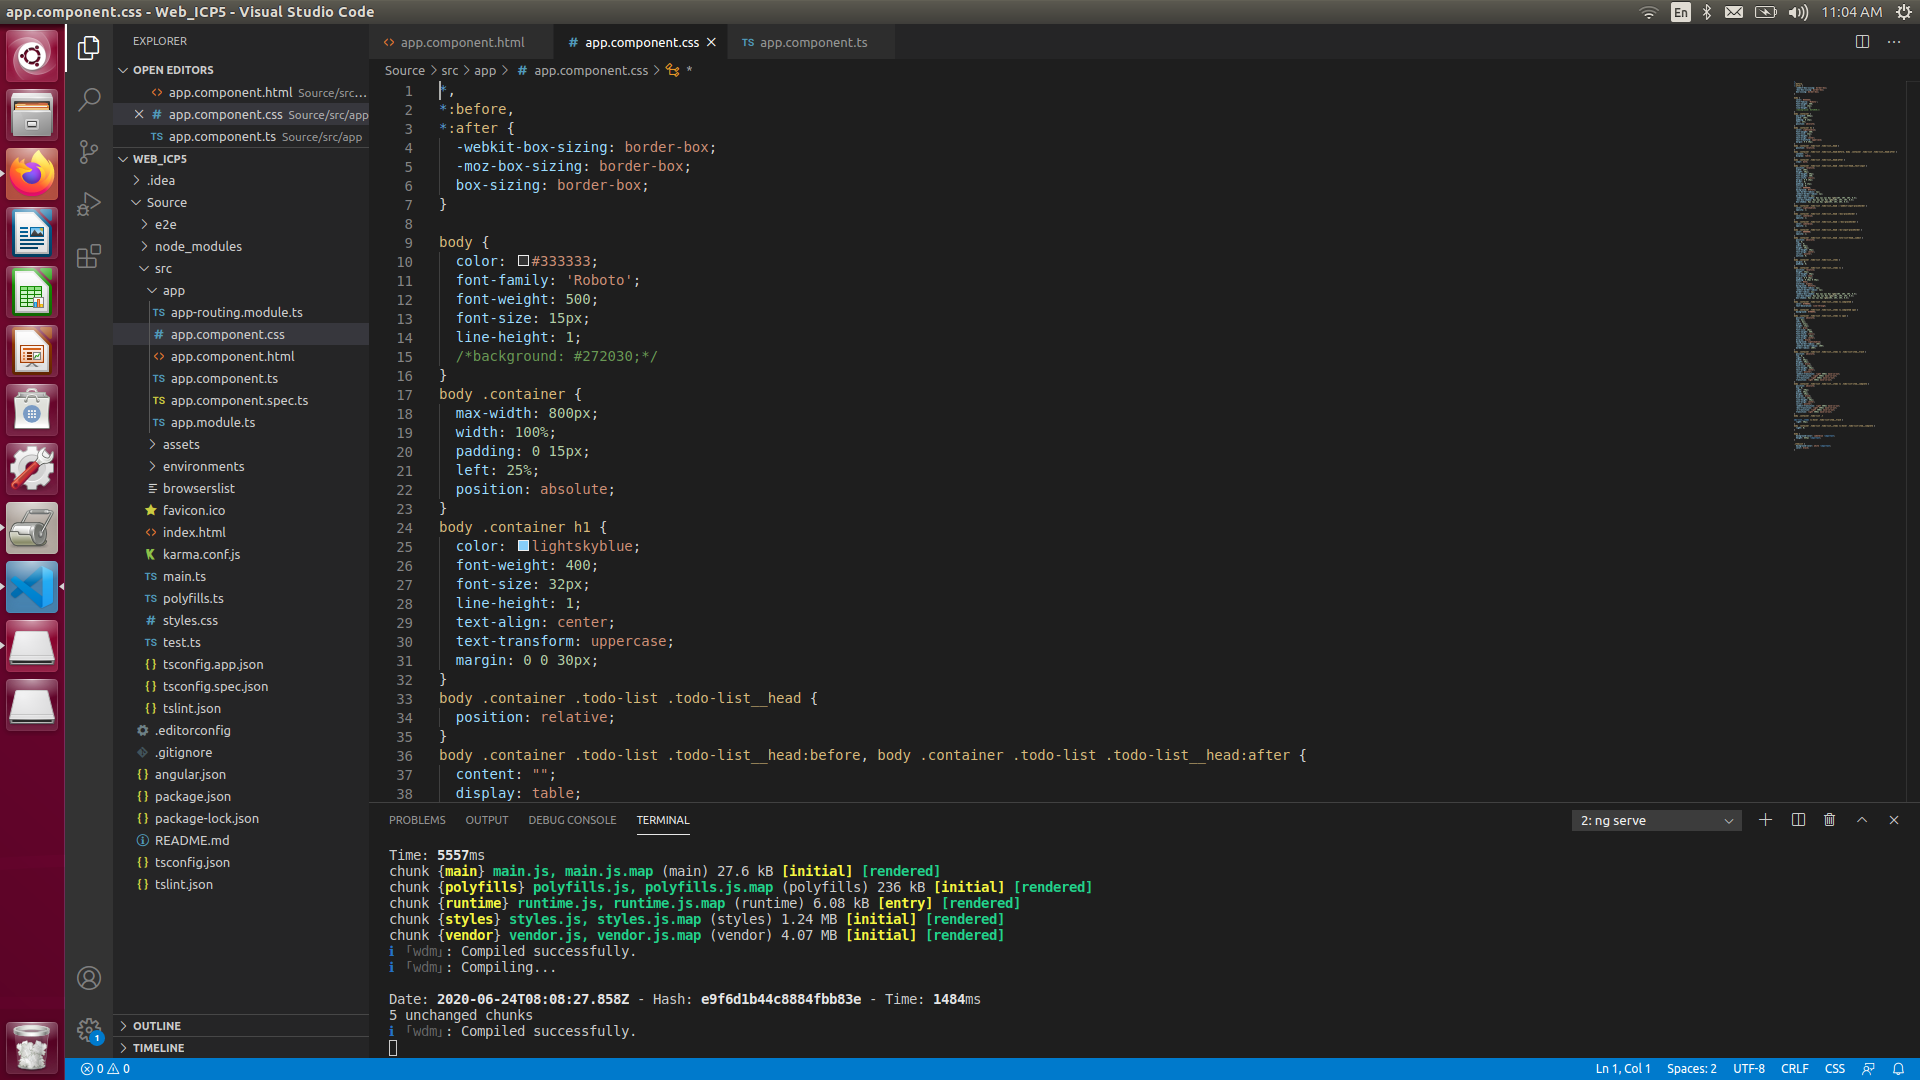 app.component.css - Web_ICP5 - Visual Studio Code
En
11:04 AM
EXPLORER
OPEN EDITORS
app.component.html Source/src...
app.component.css Source/src/app
TS app.component.ts Source/src/app
WEB_ICP5
.idea
Source
e2e
node_modules
src
app
TS app-routing.module.ts
# app.component.css
<> app.component.html
TS app.component.ts
TS app.component.spec.ts
TS app.module.ts
assets
environments
browserslist
favicon.ico
<> index.html
karma.conf.js
TS main.ts
TS polyfills.ts
# styles.css
TS test.ts
{} tsconfig.app.json
{} tsconfig.spec.json
{} tslint.json
.editorconfig
.gitignore
{} angular.json
{} package.json
{} package-lock.json
README.md
{} tsconfig.json
{} tslint.json
OUTLINE
TIMELINE
1
<> app.component.html
# app.component.css
TS app.component.ts
Source > src > app > # app.component.css > *
1 *,
2 *:before,
3 *:after {
4 -webkit-box-sizing: border-box;
5 -moz-box-sizing: border-box;
6 box-sizing: border-box;
7 }
8
9 body {
10 color: #333333;
11 font-family: 'Roboto';
12 font-weight: 500;
13 font-size: 15px;
14 line-height: 1;
15 /*background: #272030;*/
16 }
17 body .container {
18 max-width: 800px;
19 width: 100%;
20 padding: 0 15px;
21 left: 25%;
22 position: absolute;
23 }
24 body .container h1 {
25 color: lightskyblue;
26 font-weight: 400;
27 font-size: 32px;
28 line-height: 1;
29 text-align: center;
30 text-transform: uppercase;
31 margin: 0 0 30px;
32 }
33 body .container .todo-list .todo-list__head {
34 position: relative;
35 }
36 body .container .todo-list .todo-list__head:before, body .container .todo-list .todo-list__head:after {
37 content: "";
38 display: table;
PROBLEMS OUTPUT DEBUG CONSOLE TERMINAL
2: ng serve
Time: 5557ms
chunk {main} main.js, main.js.map (main) 27.6 kB [initial] [rendered]
chunk {polyfills} polyfills.js, polyfills.js.map (polyfills) 236 kB [initial] [rendered]
chunk {runtime} runtime.js, runtime.js.map (runtime) 6.08 kB [entry] [rendered]
chunk {styles} styles.js, styles.js.map (styles) 1.24 MB [initial] [rendered]
chunk {vendor} vendor.js, vendor.js.map (vendor) 4.07 MB [initial] [rendered]
ℹ 「wdm」: Compiled successfully.
ℹ 「wdm」: Compiling...
Date: 2020-06-24T08:08:27.858Z - Hash: e9f6d1b44c8884fbb83e - Time: 1484ms
5 unchanged chunks
ℹ 「wdm」: Compiled successfully.
0 0
Ln 1, Col 1 Spaces: 2 UTF-8 CRLF CSS